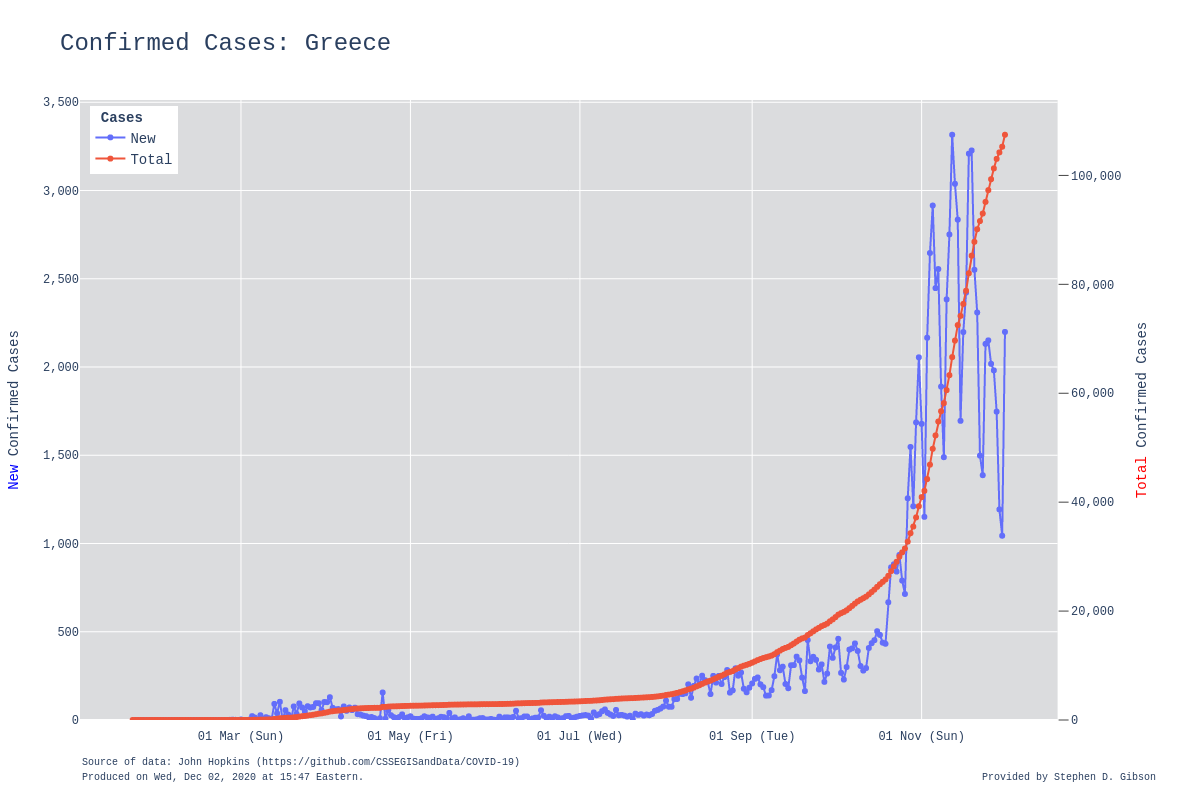 Confirmed Cases: Greece
Cases
New
Total
3,500
3,000
2,500
2,000
1,500
1,000
500
0
New Confirmed Cases
100,000
80,000
60,000
40,000
20,000
0
Total Confirmed Cases
01 Mar (Sun) 01 May (Fri) 01 Jul (Wed) 01 Sep (Tue) 01 Nov (Sun)
Source of data: John Hopkins (https://github.com/CSSEGISandData/COVID-19)
Produced on Wed, Dec 02, 2020 at 15:47 Eastern.
Provided by Stephen D. Gibson